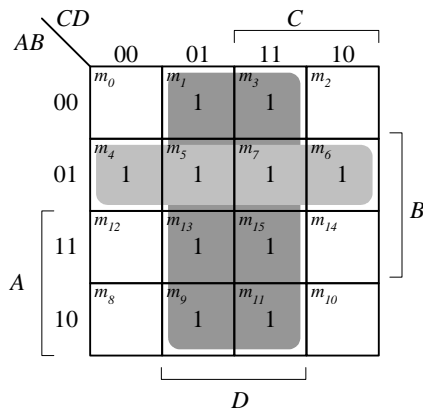 CD
C
AB
00 01 11 10
m0 m1 m3 m2
00 1 1
m4 m5 m7 m6
01 1 1 1 1
B
m12 m13 m15 m14
11 1 1
A
m8 m9 m11 m10
10 1 1
D